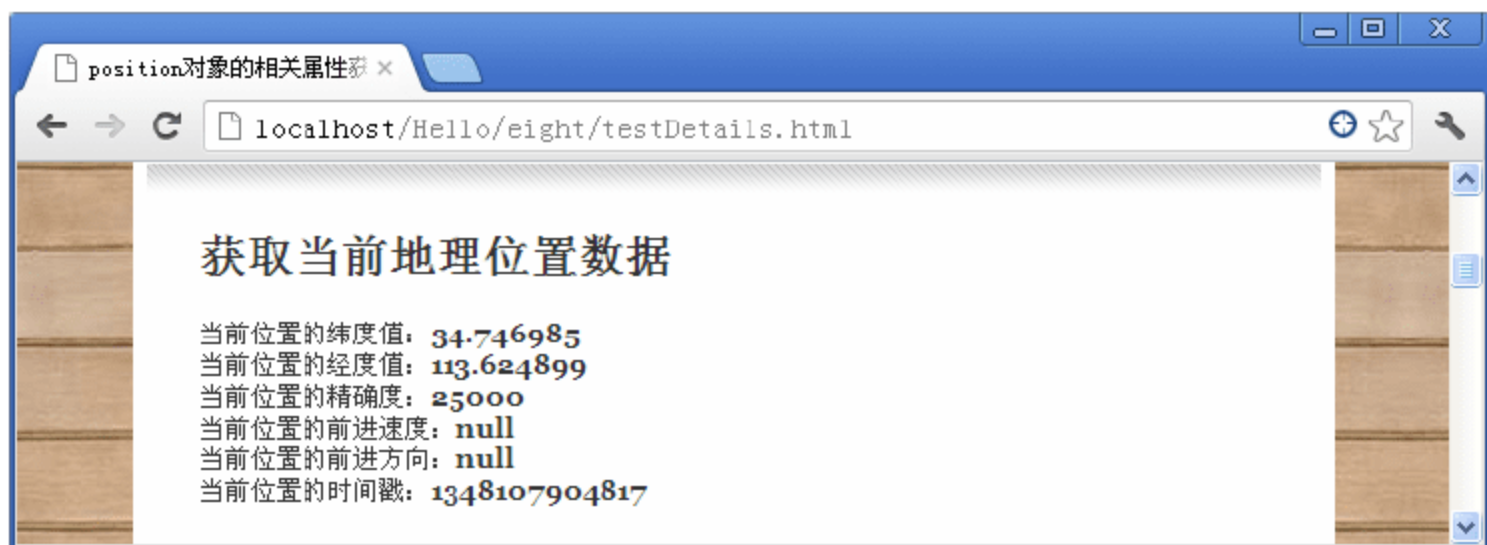 position对象的相关属性获
localhost/Hello/eight/testDetails.html
获取当前地理位置数据
当前位置的纬度值：34.746985
当前位置的经度值：113.624899
当前位置的精确度：25000
当前位置的前进速度：null
当前位置的前进方向：null
当前位置的时间戳：1348107904817